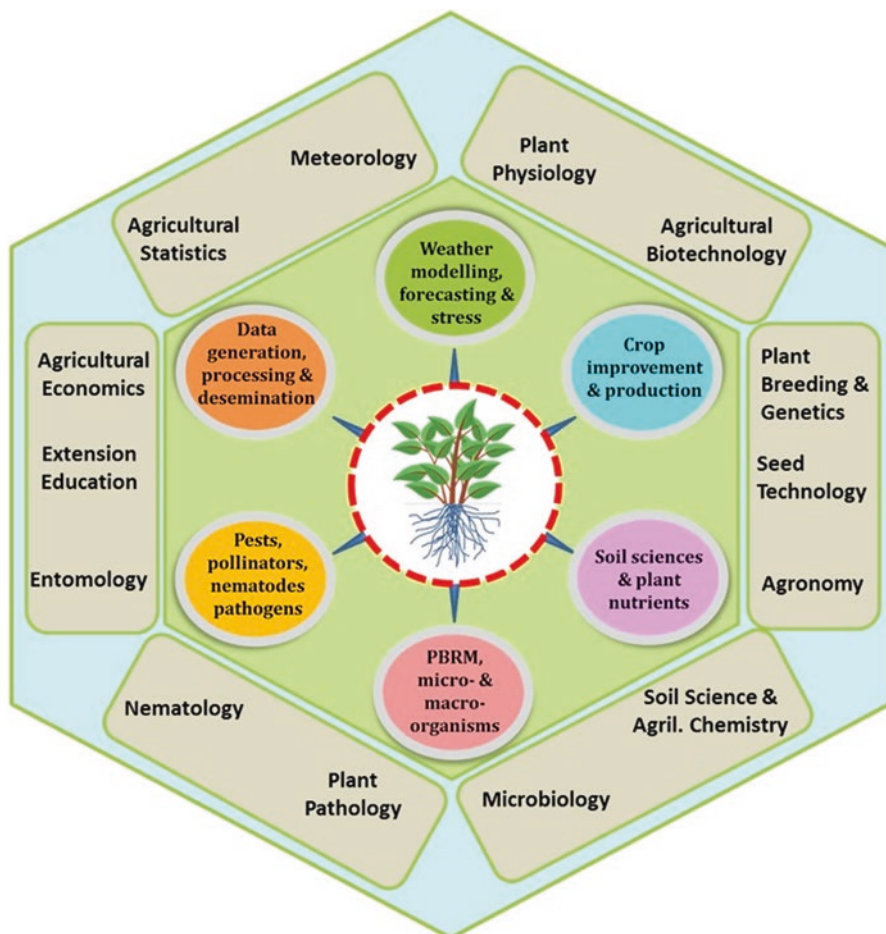 Meteorology
Agricultural
Statistics
Plant
Physiology
Agricultural
Biotechnology
Weather
modelling,
forecasting &
stress
Data
generation,
processing &
desemination
Crop
improvement
& production
Agricultural
Economics
Extension
Education
Entomology
Plant
Breeding &
Genetics
Seed
Technology
Agronomy
Pests,
pollinators,
nematodes
pathogens
Soil sciences
& plant
nutrients
PBRM,
micro- &
macro-
organisms
Nematology
Plant
Pathology
Soil Science &
Agril. Chemistry
Microbiology